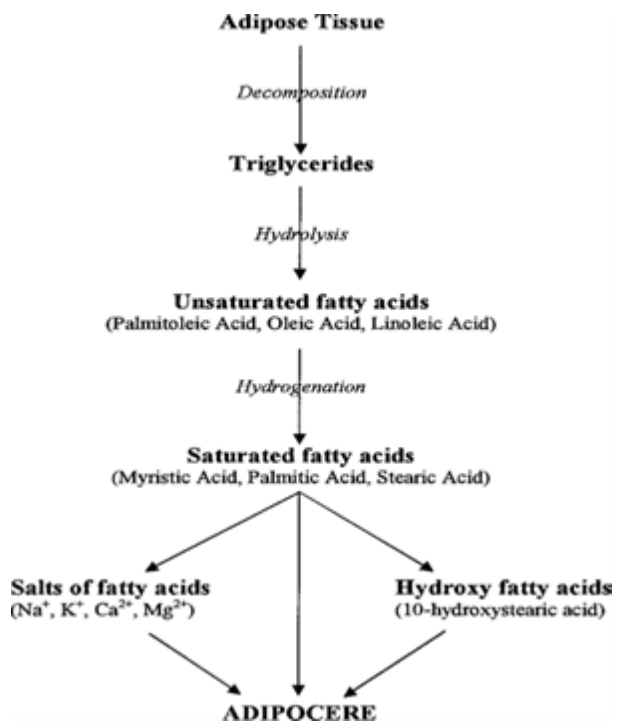 Adipose Tissue
Decomposition
Triglycerides
Hydrolysis
Unsaturated fatty acids
(Palmitoleic Acid, Oleic Acid, Linoleic Acid)
Hydrogenation
Saturated fatty acids
(Myristic Acid, Palmitic Acid, Stearic Acid)
Salts of fatty acids
(Na⁺, K⁺, Ca²⁺, Mg²⁺)
Hydroxy fatty acids
(10-hydroxystearic acid)
ADIPOCERE